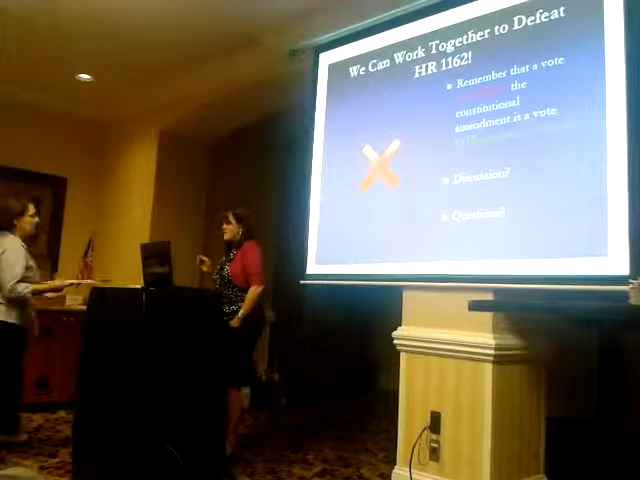 We Can Work Together to Defeat
HR 1162!
Remember that a vote
the
constitutional
amendment is a vote
Discussion?
Questions?